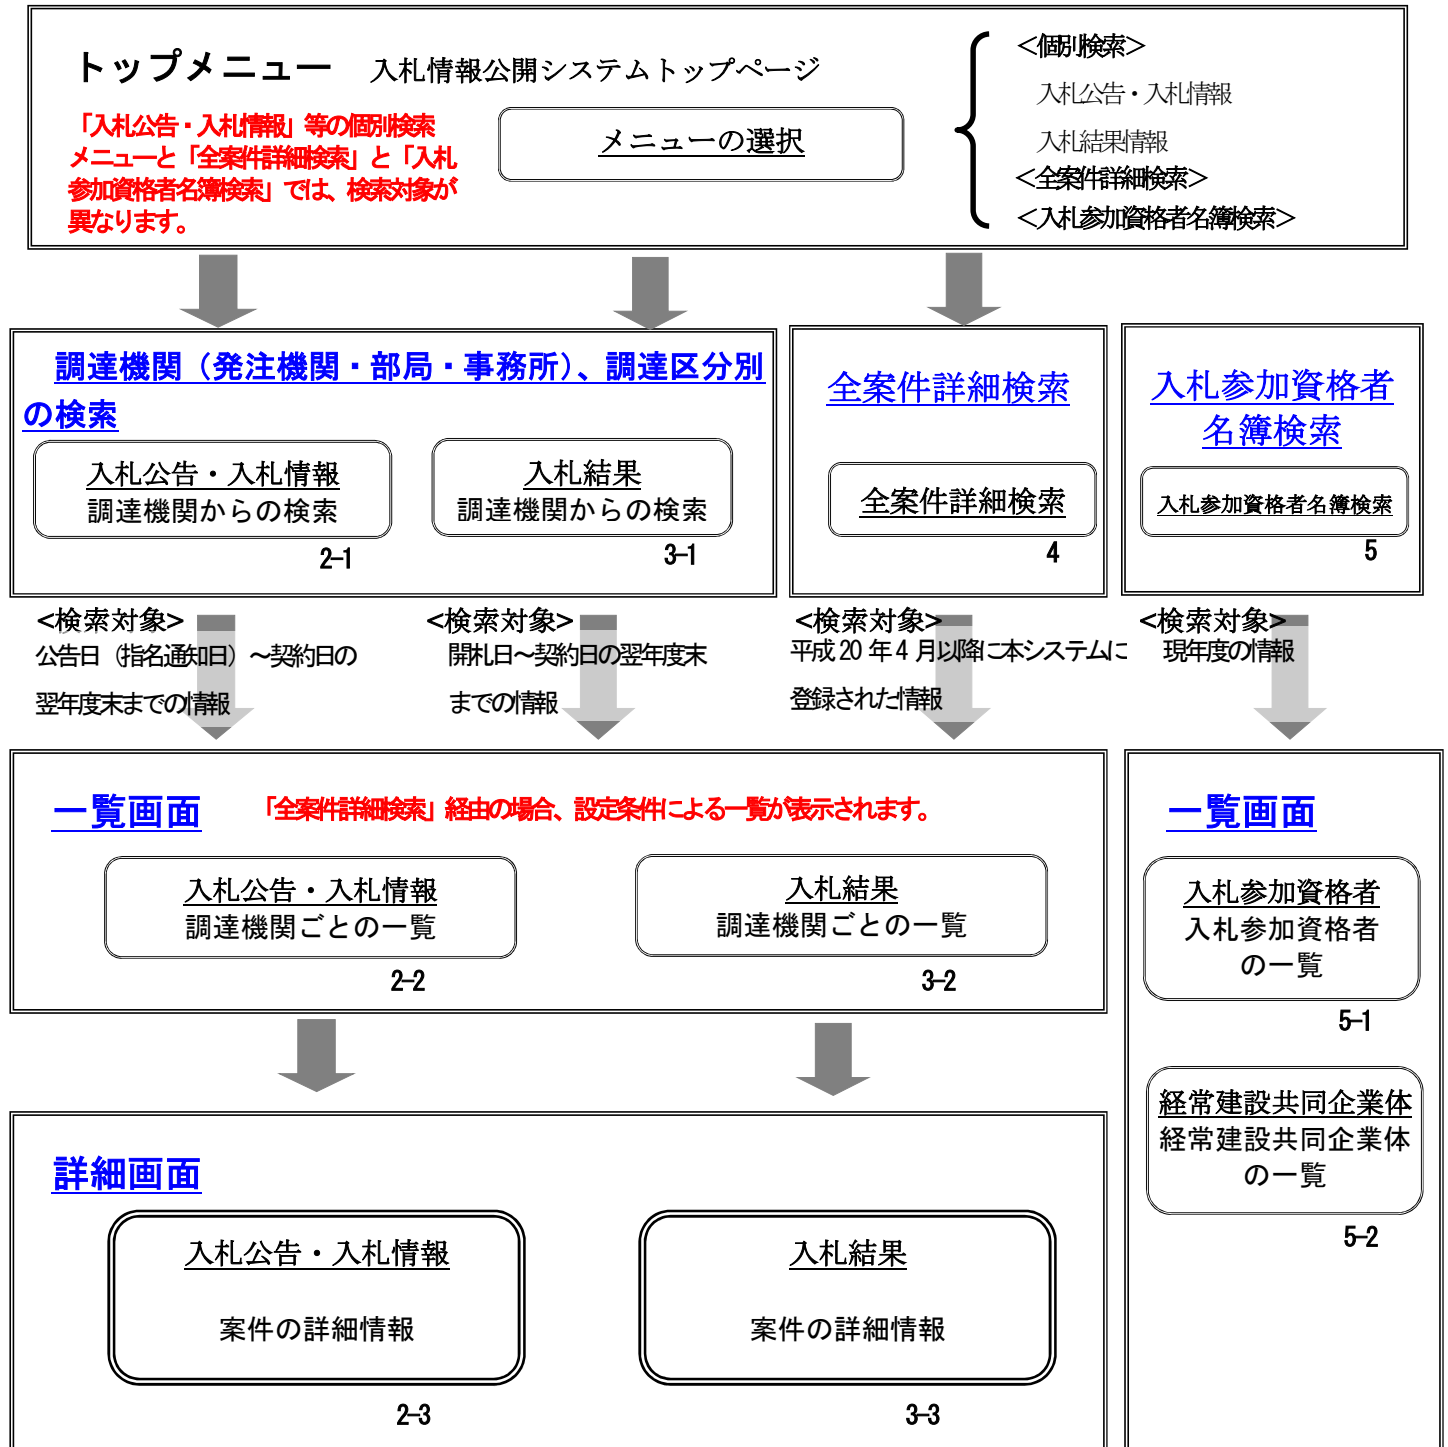 トップメニュー 入札情報公開システムトップページ
「入札公告・入札情報」等の個別検索
メニューと「全案件詳細検索」と「入札
参加資格者名簿検索」では、検索対象が
異なります。
メニューの選択
＜個別検索＞
入札公告・入札情報
入札結果情報
＜全案件詳細検索＞
＜入札参加資格者名簿検索＞
調達機関（発注機関・部局・事務所）、調達区分別
の検索
入札公告・入札情報
調達機関からの検索
2-1
入札結果
調達機関からの検索
3-1
全案件詳細検索
全案件詳細検索
4
入札参加資格者
名簿検索
入札参加資格者名簿検索
5
<検索対象>
公告日（指名通知日）～契約日の
翌年度末までの情報
<検索対象>
開札日～契約日の翌年度末
までの情報
<検索対象>
平成20年4月以降に本システムに
登録された情報
<検索対象>
現年度の情報
一覧画面 「全案件詳細検索」経由の場合、設定条件による一覧が表示されます。
入札公告・入札情報
調達機関ごとの一覧
2-2
入札結果
調達機関ごとの一覧
3-2
一覧画面
入札参加資格者
入札参加資格者
の一覧
5-1
経常建設共同企業体
経常建設共同企業体
の一覧
5-2
詳細画面
入札公告・入札情報
案件の詳細情報
2-3
入札結果
案件の詳細情報
3-3